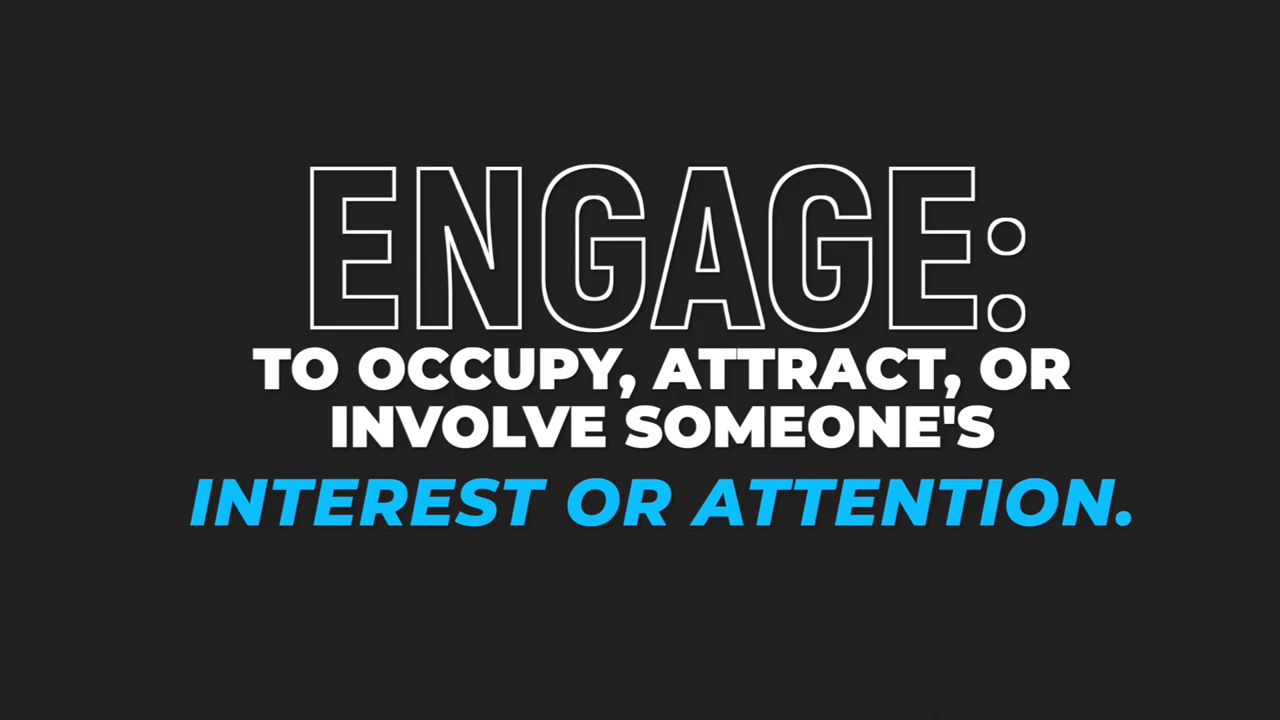 ENGAGE:
TO OCCUPY, ATTRACT, OR
INVOLVE SOMEONE'S
INTEREST OR ATTENTION.